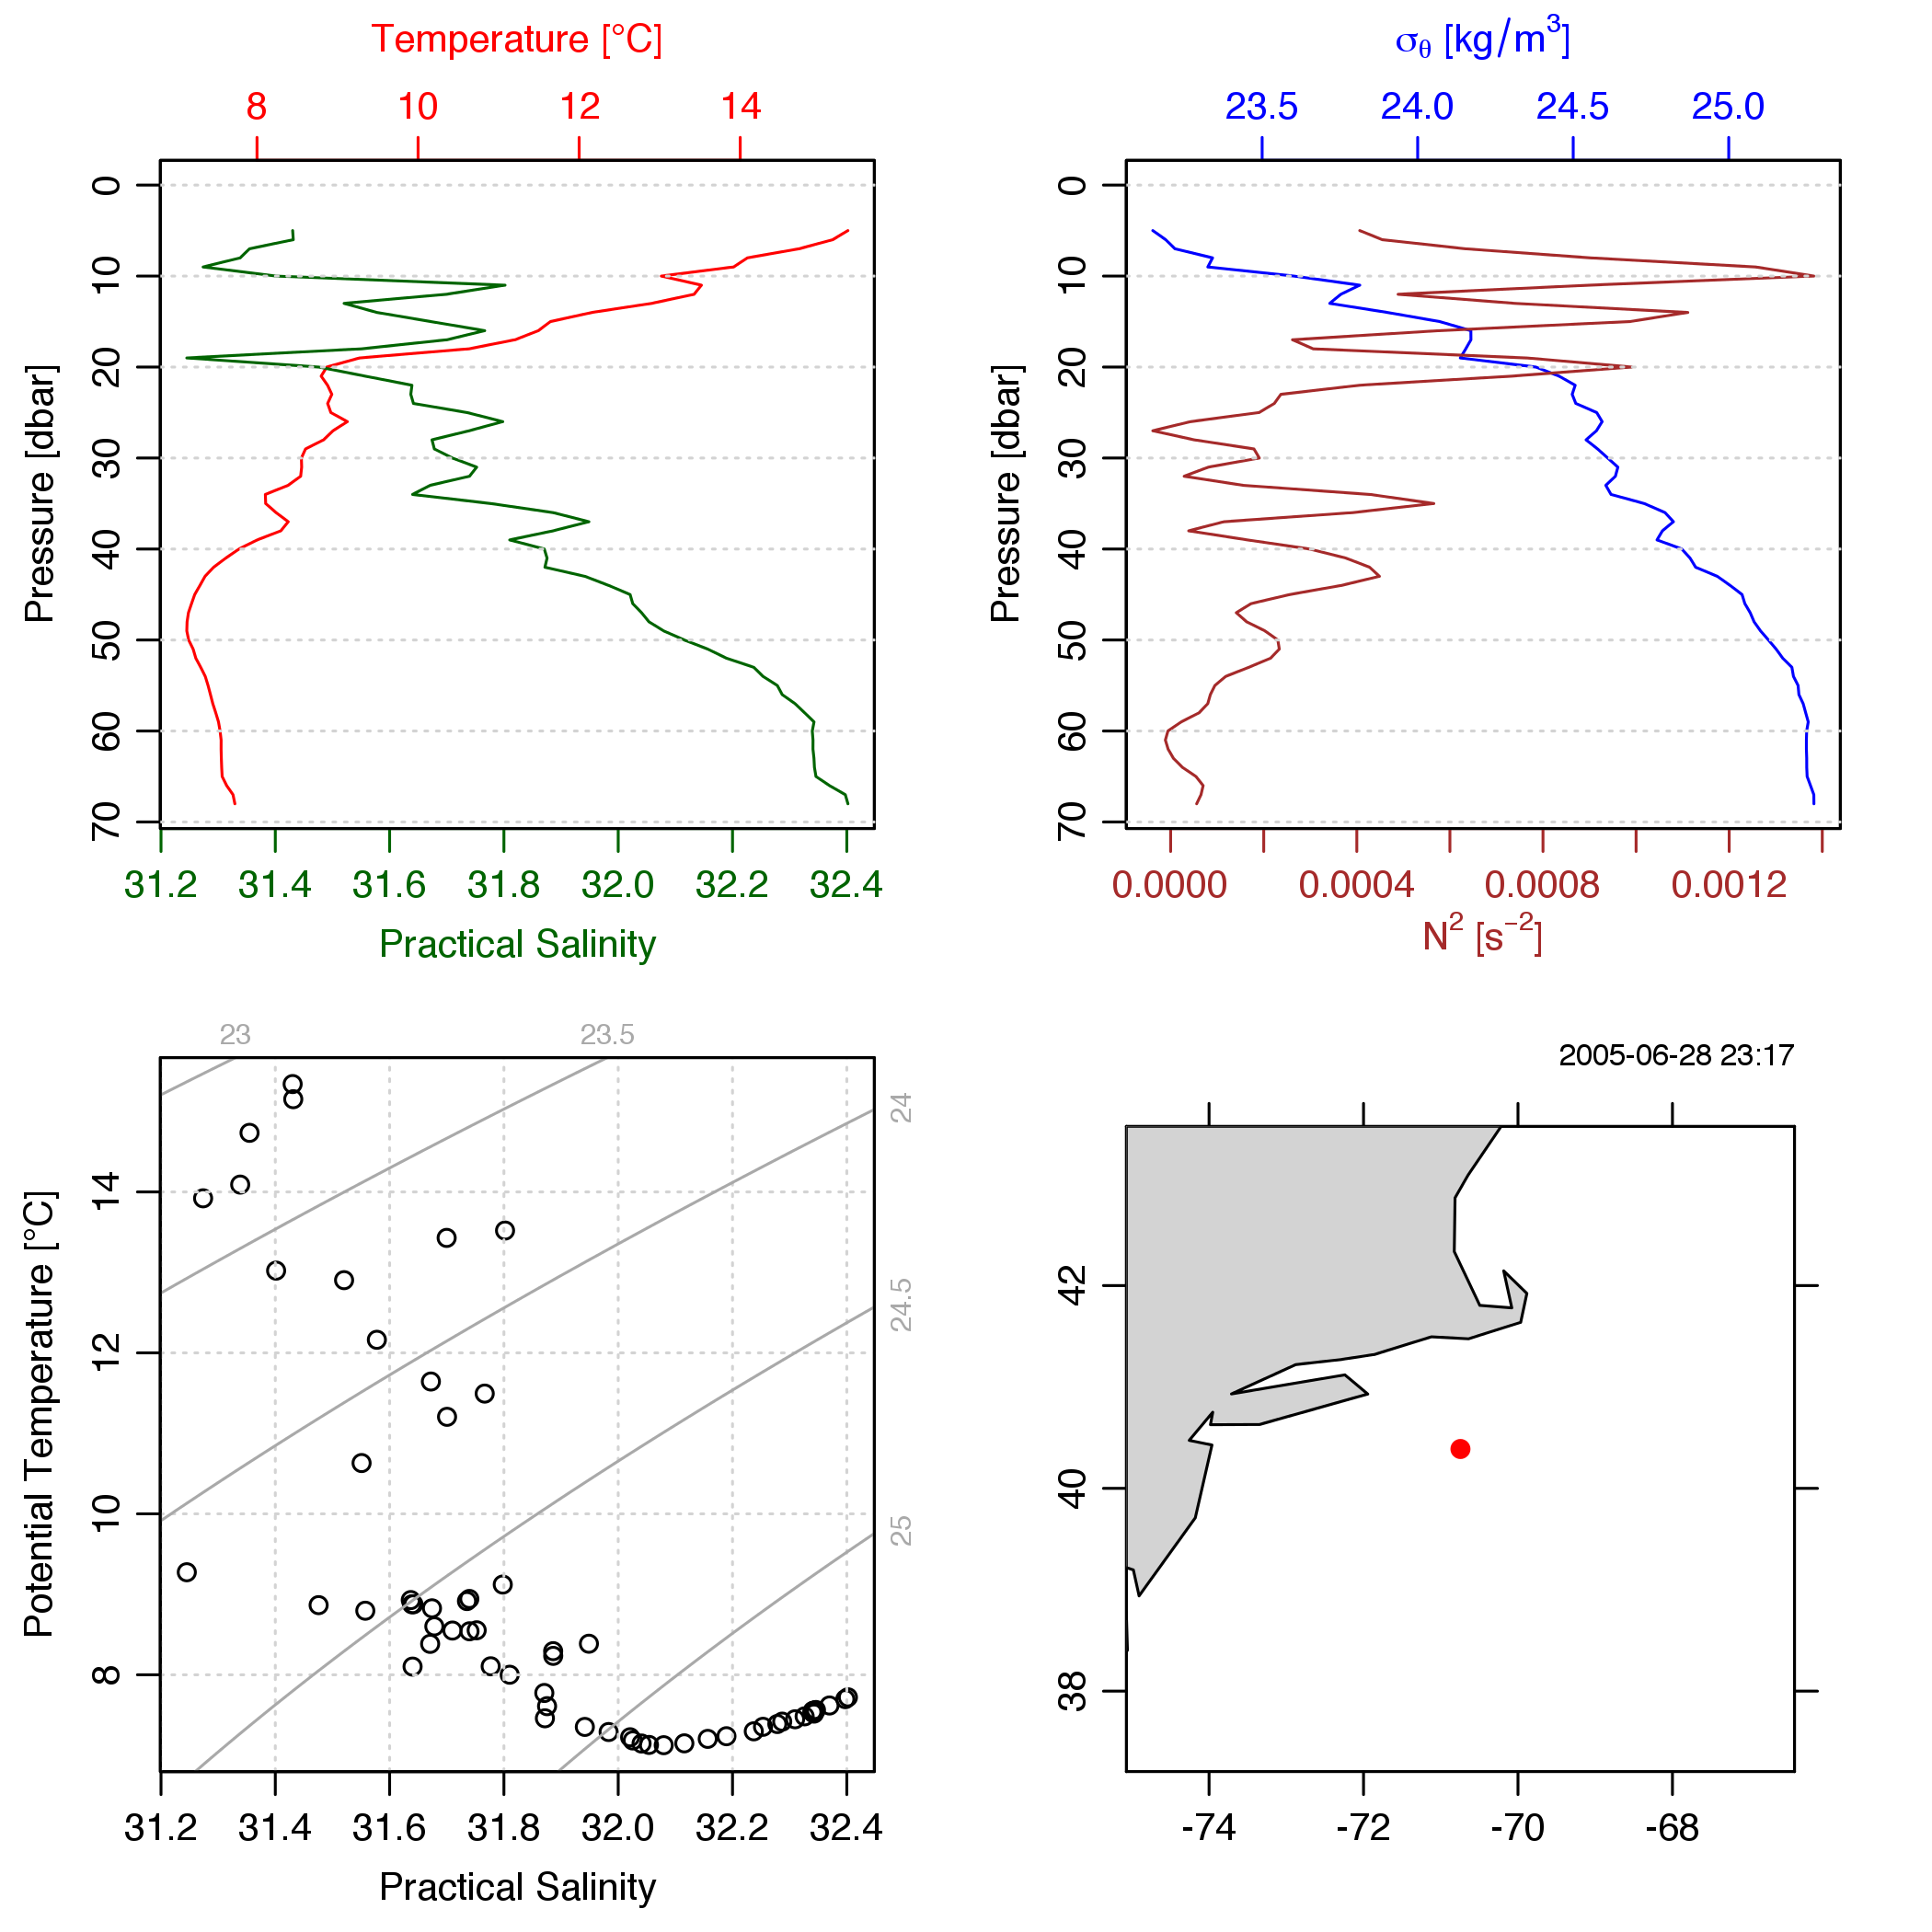 Temperature [°C]
8 10 12 14
Pressure [dbar]
0 10 20 30 40 50 60 70
31.2 31.4 31.6 31.8 32.0 32.2 32.4
Practical Salinity
σθ [kg/m³]
23.5 24.0 24.5 25.0
Pressure [dbar]
0 10 20 30 40 50 60 70
0.0000 0.0004 0.0008 0.0012
N² [s⁻²]
23 23.5
24
24.5
25
Potential Temperature [°C]
8 10 12 14
31.2 31.4 31.6 31.8 32.0 32.2 32.4
Practical Salinity
2005-06-28 23:17
38 40 42
-74 -72 -70 -68